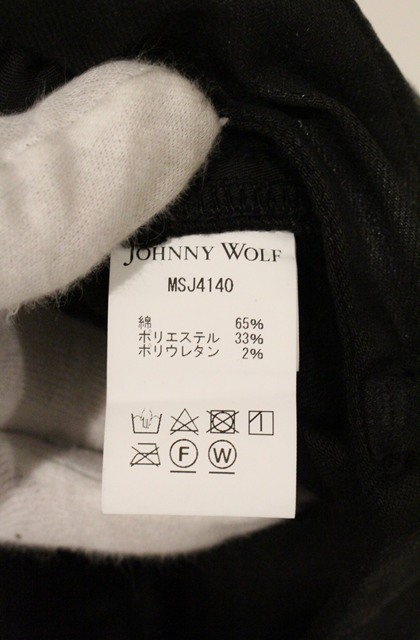 JOHNNY WOLF
MSJ4140
綿 65%
ポリエステル 33%
ポリウレタン 2%
F W